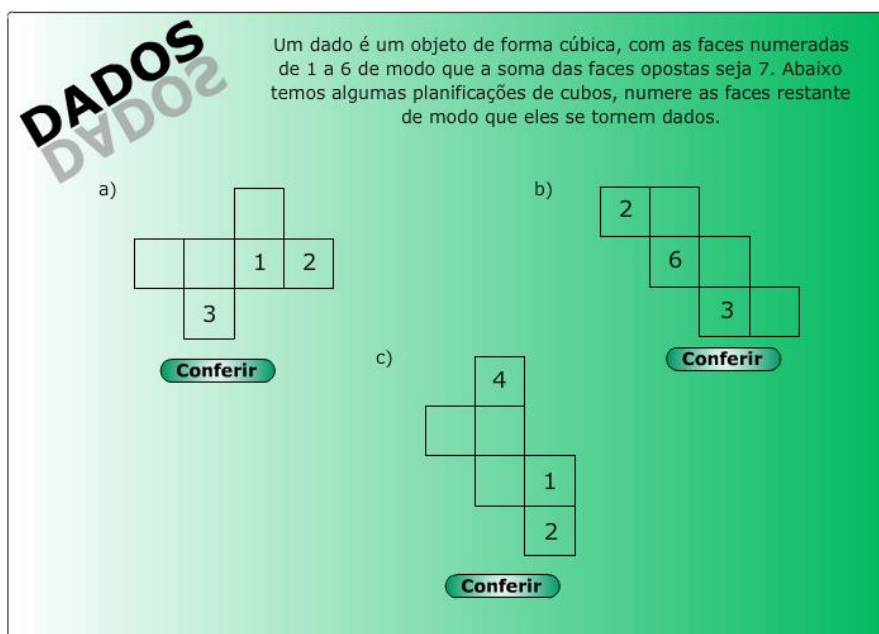 DADOS
Um dado é um objeto de forma cúbica, com as faces numeradas
de 1 a 6 de modo que a soma das faces opostas seja 7. Abaixo
temos algumas planificações de cubos, numere as faces restante
de modo que eles se tornem dados.
a)
1 2
3
Conferir
b)
2
6
3
Conferir
c)
4
1
2
Conferir